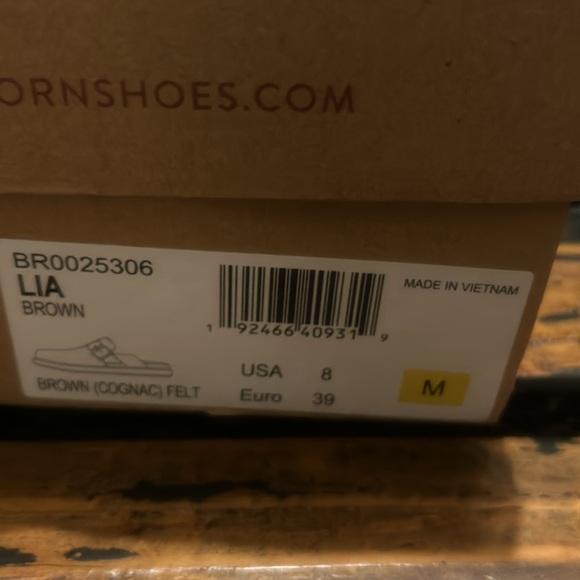 ORNSHOES.COM
BR0025306
LIA
BROWN
BROWN (COGNAC) FELT
1 92466 40931 9
USA 8
Euro 39
MADE IN VIETNAM
M